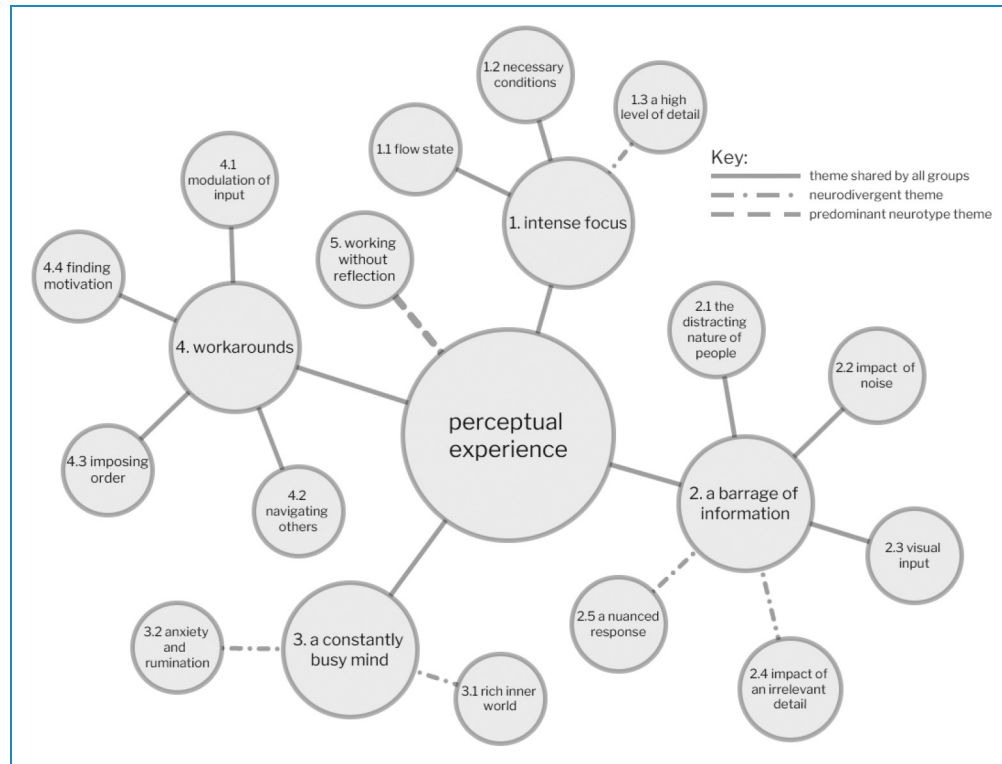 1.2 necessary
conditions
1.3 a high
level of detail
1.1 flow state
1. intense focus
Key:
theme shared by all groups
neurodivergent theme
predominant neurotype theme
4.1
modulation of
input
5. working
without
reflection
4.4 finding
motivation
4. workarounds
4.3 imposing
order
4.2
navigating
others
perceptual
experience
2.1 the
distracting
nature of
people
2.2 impact of
noise
2. a barrage of
information
2.3 visual
input
2.5 a nuanced
response
2.4 impact of
an irrelevant
detail
3.2 anxiety
and
rumination
3. a constantly
busy mind
3.1 rich inner
world